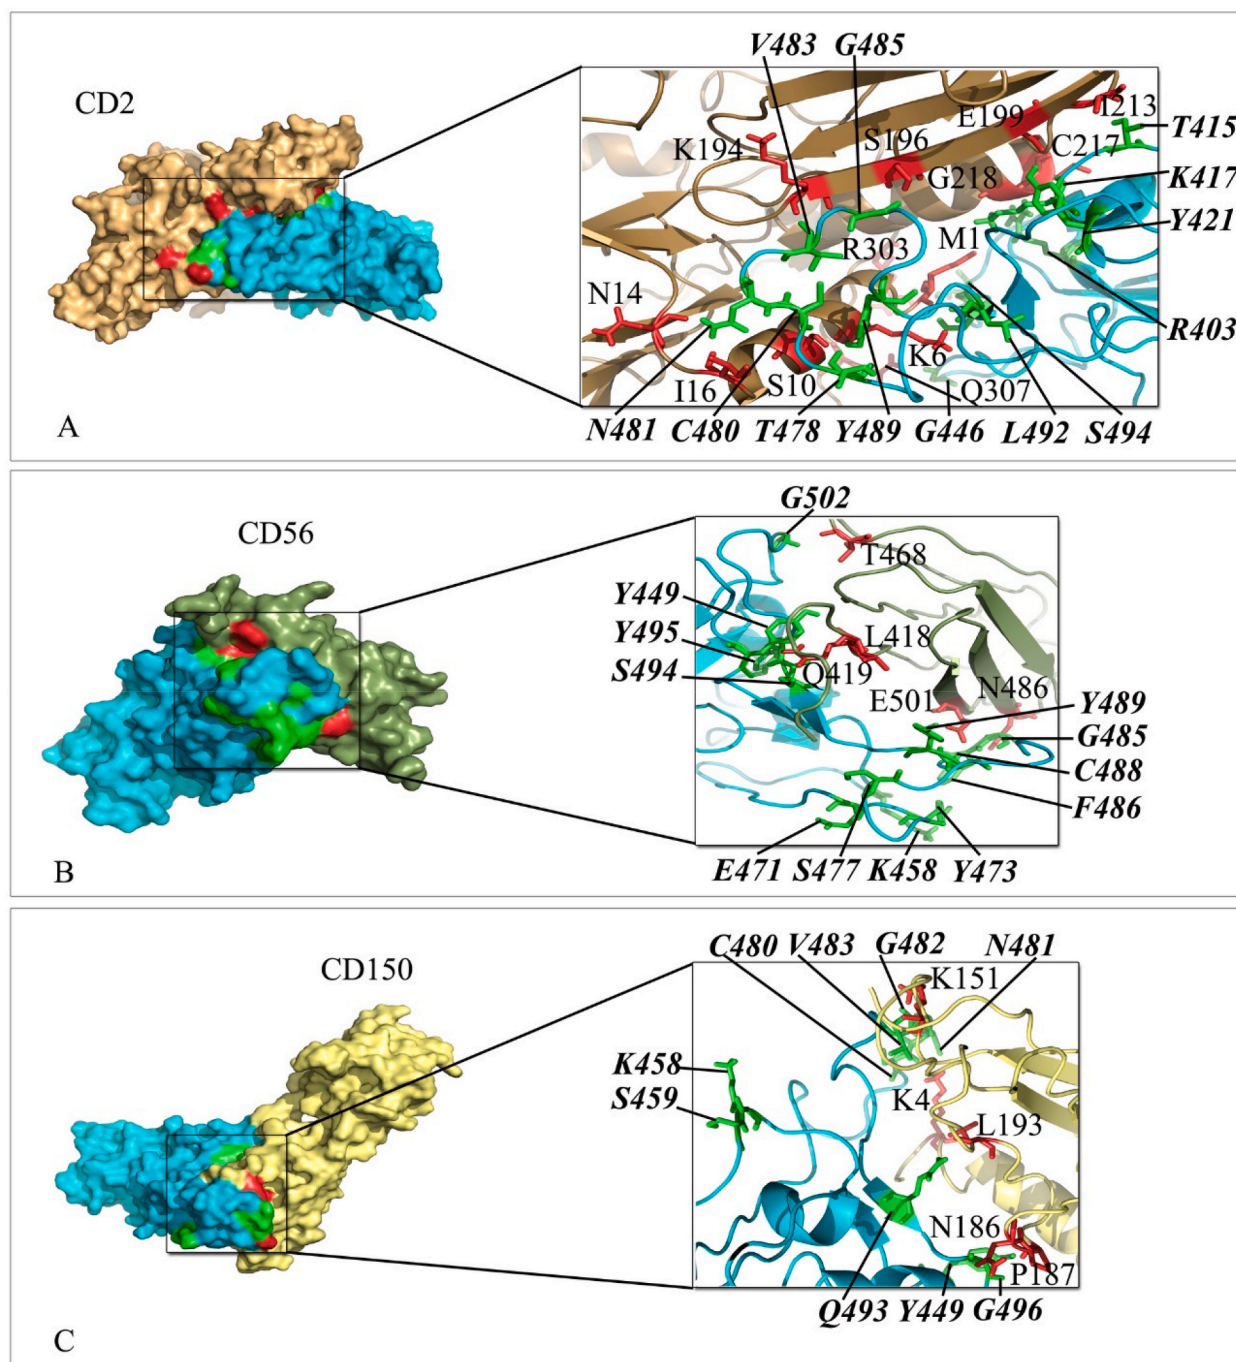 V483 G485
CD2
E199 I213
K194 S196 C217 T415
G218 K417
R303 M1 Y421
N14
K6 R403
I16 S10 Q307
N481 C480 T478 Y489 G446 L492 S494
A
G502
CD56
T468
Y449
L418
Y495
Q419
S494
E501 N486 Y489
G485
C488
F486
E471 S477 K458 Y473
B
C480 V483 G482 N481
CD150 K151
K458
S459 K4
L193
N186
P187
Q493 Y449 G496
C